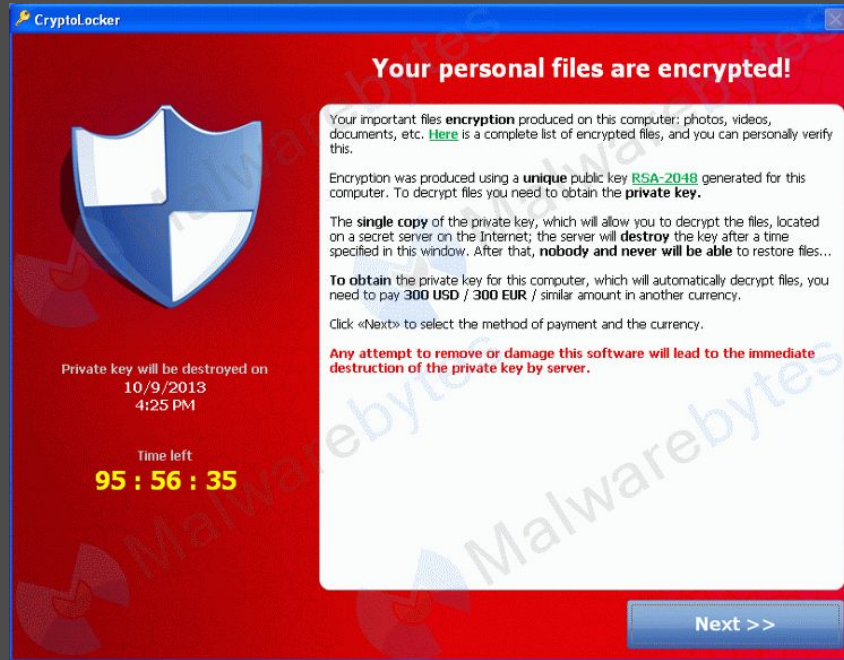 CryptoLocker
Your personal files are encrypted!
Your important files encryption produced on this computer: photos, videos,
documents, etc. Here is a complete list of encrypted files, and you can personally verify
this.
Encryption was produced using a unique public key RSA-2048 generated for this
computer. To decrypt files you need to obtain the private key.
The single copy of the private key, which will allow you to decrypt the files, located
on a secret server on the Internet; the server will destroy the key after a time
specified in this window. After that, nobody and never will be able to restore files...
To obtain the private key for this computer, which will automatically decrypt files, you
need to pay 300 USD / 300 EUR / similar amount in another currency.
Click «Next» to select the method of payment and the currency.
Any attempt to remove or damage this software will lead to the immediate
destruction of the private key by server.
Private key will be destroyed on
10/9/2013
4:25 PM
Time left
95 : 56 : 35
Next >>
Malwarebytes
Malwarebytes
Malwarebytes
Malwarebytes